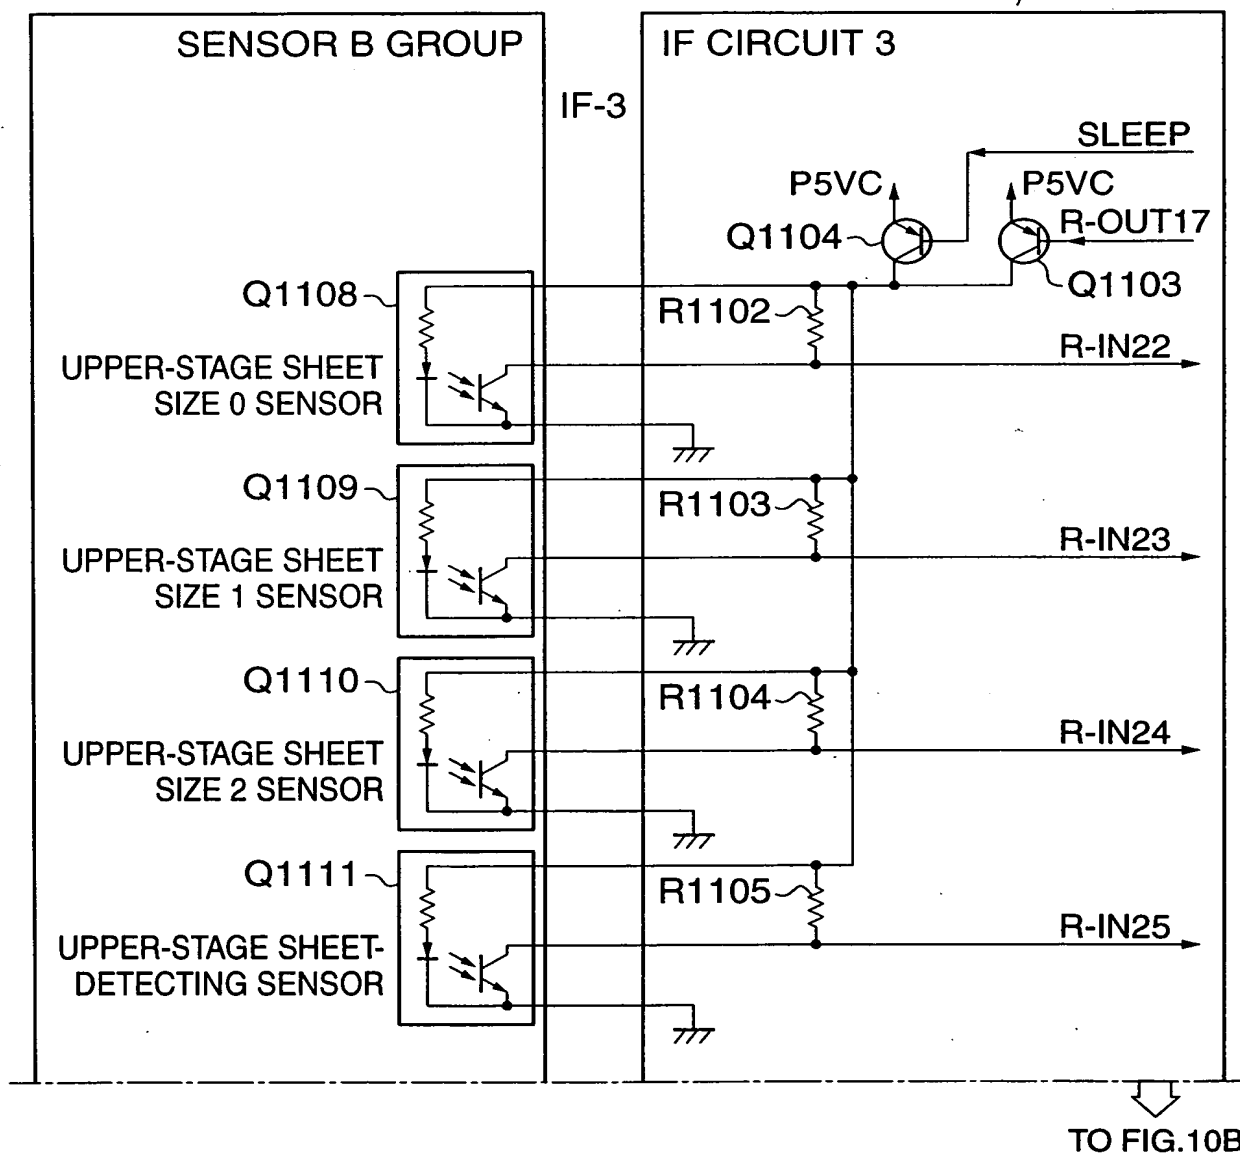 SENSOR B GROUP
IF-3
IF CIRCUIT 3
SLEEP
P5VC
P5VC
R-OUT17
Q1104
Q1103
Q1108
R1102
R-IN22
UPPER-STAGE SHEET
SIZE 0 SENSOR
Q1109
R1103
R-IN23
UPPER-STAGE SHEET
SIZE 1 SENSOR
Q1110
R1104
R-IN24
UPPER-STAGE SHEET
SIZE 2 SENSOR
Q1111
R1105
R-IN25
UPPER-STAGE SHEET-
DETECTING SENSOR
TO FIG.10B